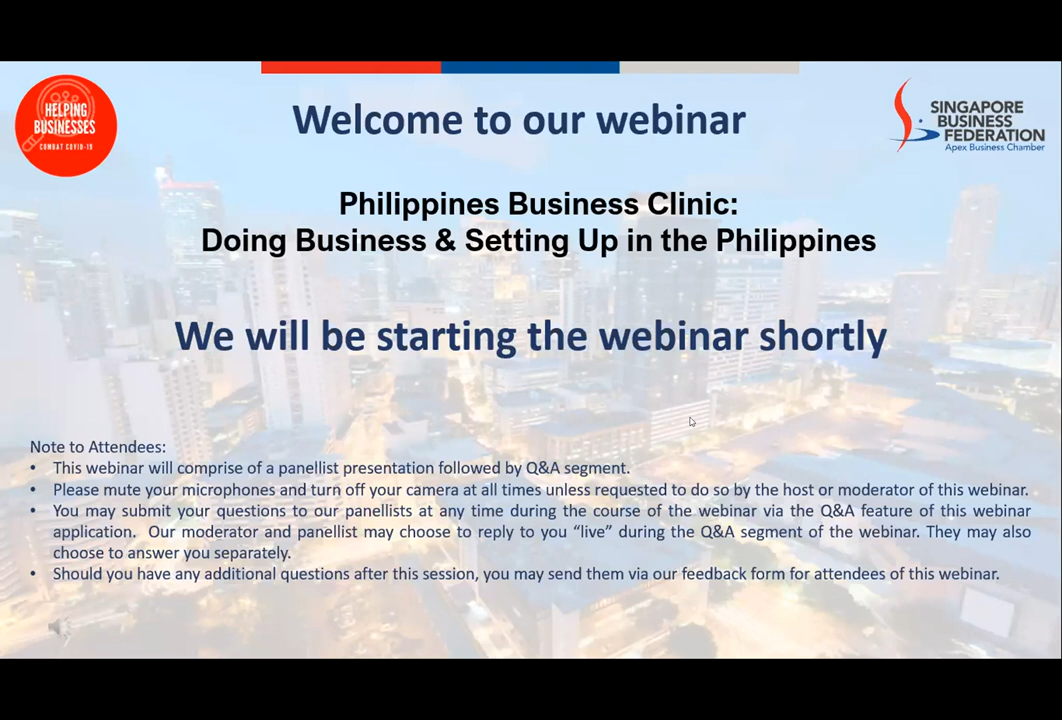 HELPING
BUSINESSES
COMBAT COVID-19
Welcome to our webinar
SINGAPORE
BUSINESS
FEDERATION
Apex Business Chamber
Philippines Business Clinic:
Doing Business & Setting Up in the Philippines
We will be starting the webinar shortly
Note to Attendees:
• This webinar will comprise of a panellist presentation followed by Q&A segment.
• Please mute your microphones and turn off your camera at all times unless requested to do so by the host or moderator of this webinar.
• You may submit your questions to our panellists at any time during the course of the webinar via the Q&A feature of this webinar
application. Our moderator and panellist may choose to reply to you “live” during the Q&A segment of the webinar. They may also
choose to answer you separately.
• Should you have any additional questions after this session, you may send them via our feedback form for attendees of this webinar.